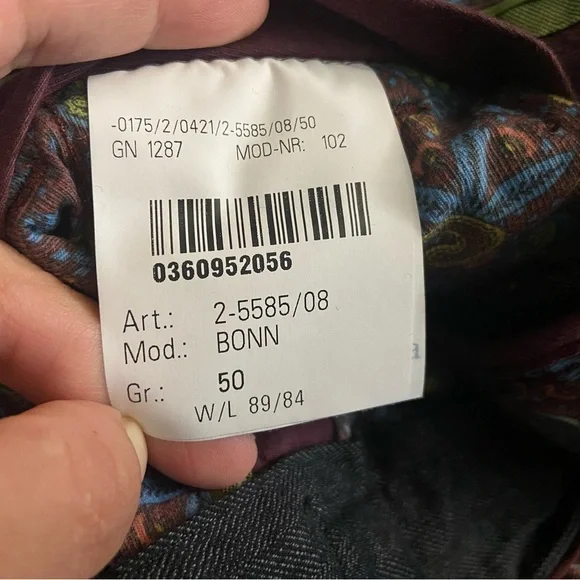 -0175/2/0421/2-5585/08/50
GN 1287 MOD-NR: 102
0360952056
Art.: 2-5585/08
Mod.: BONN
Gr.: 50
W/L 89/84